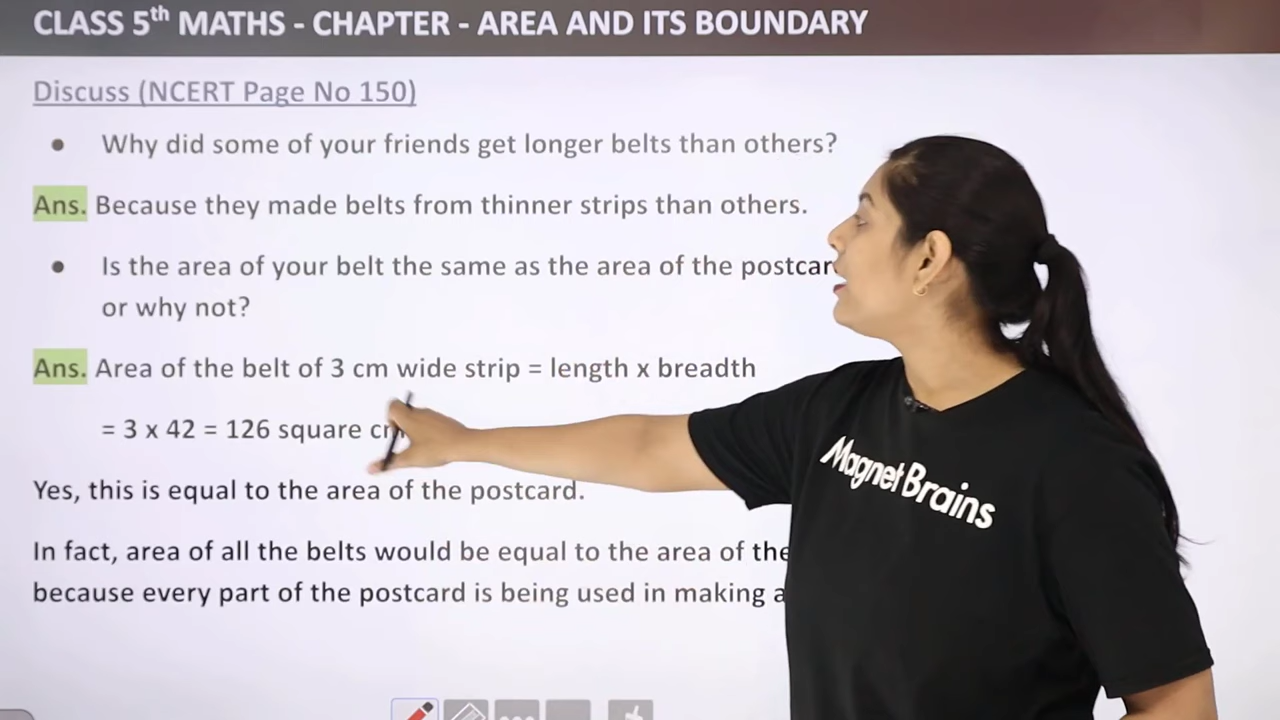 CLASS 5th MATHS - CHAPTER - AREA AND ITS BOUNDARY
Discuss (NCERT Page No 150)
• Why did some of your friends get longer belts than others?
Ans. Because they made belts from thinner strips than others.
• Is the area of your belt the same as the area of the postcar
or why not?
Ans. Area of the belt of 3 cm wide strip = length x breadth
= 3 x 42 = 126 square cm
Yes, this is equal to the area of the postcard.
In fact, area of all the belts would be equal to the area of the
because every part of the postcard is being used in making a
Magnet Brains